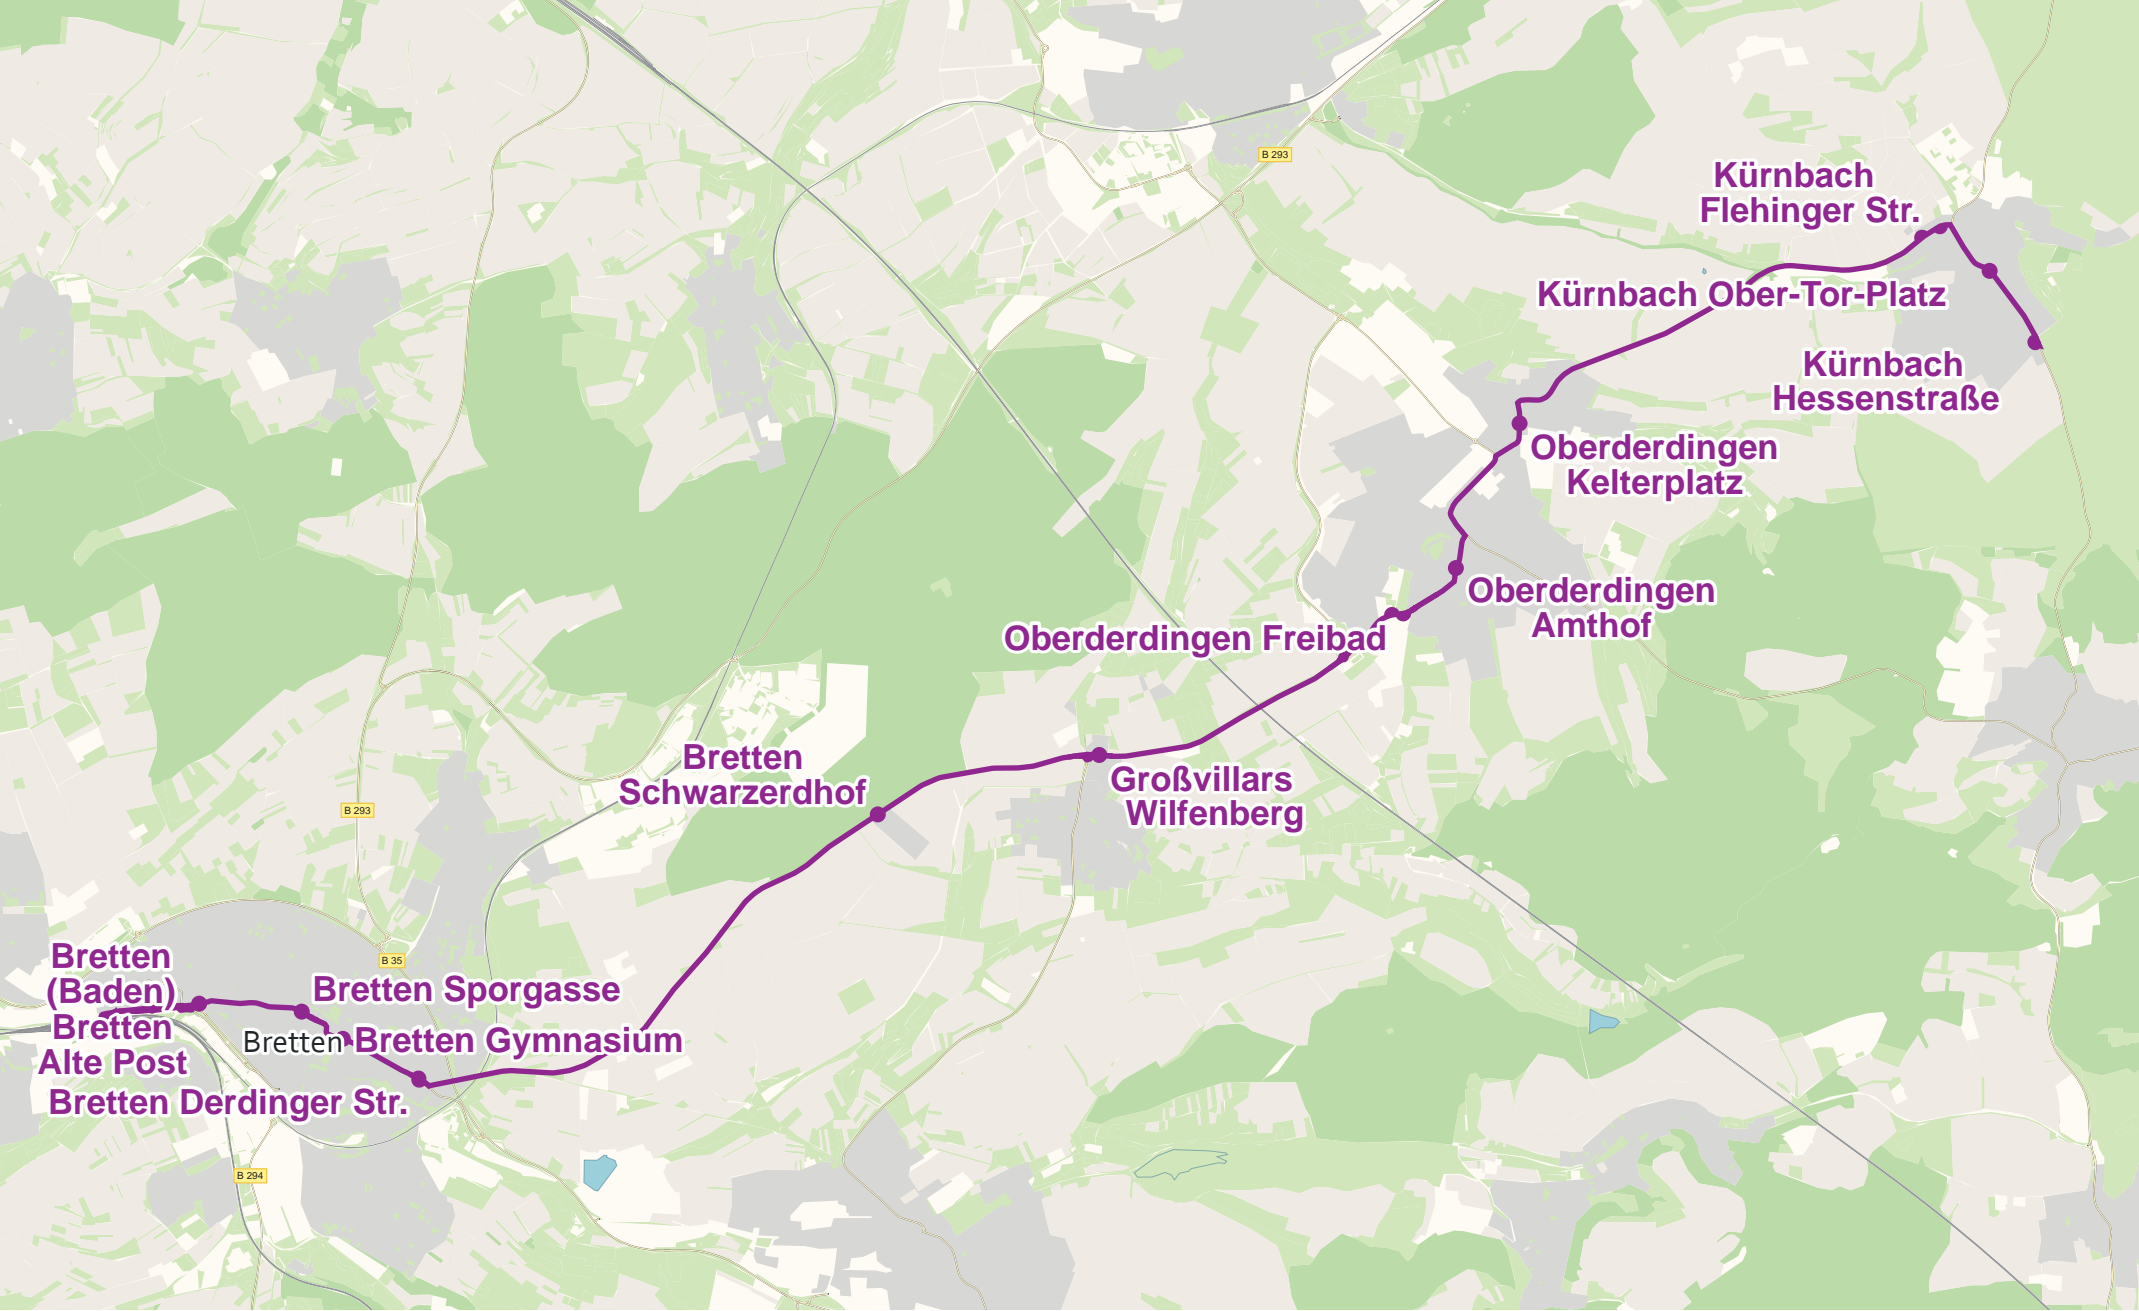 B 293
Kürnbach
Flehinger Str.
Kürnbach Ober-Tor-Platz
Kürnbach
Hessenstraße
Oberderdingen
Kelterplatz
Oberderdingen
Amthof
Oberderdingen Freibad
Bretten
Schwarzerdhof
Großvillars
Wilfenberg
B 293
B 35
Bretten
(Baden)
Bretten Sporgasse
Bretten
Alte Post
Bretten
Bretten Gymnasium
Bretten Derdinger Str.
B 294